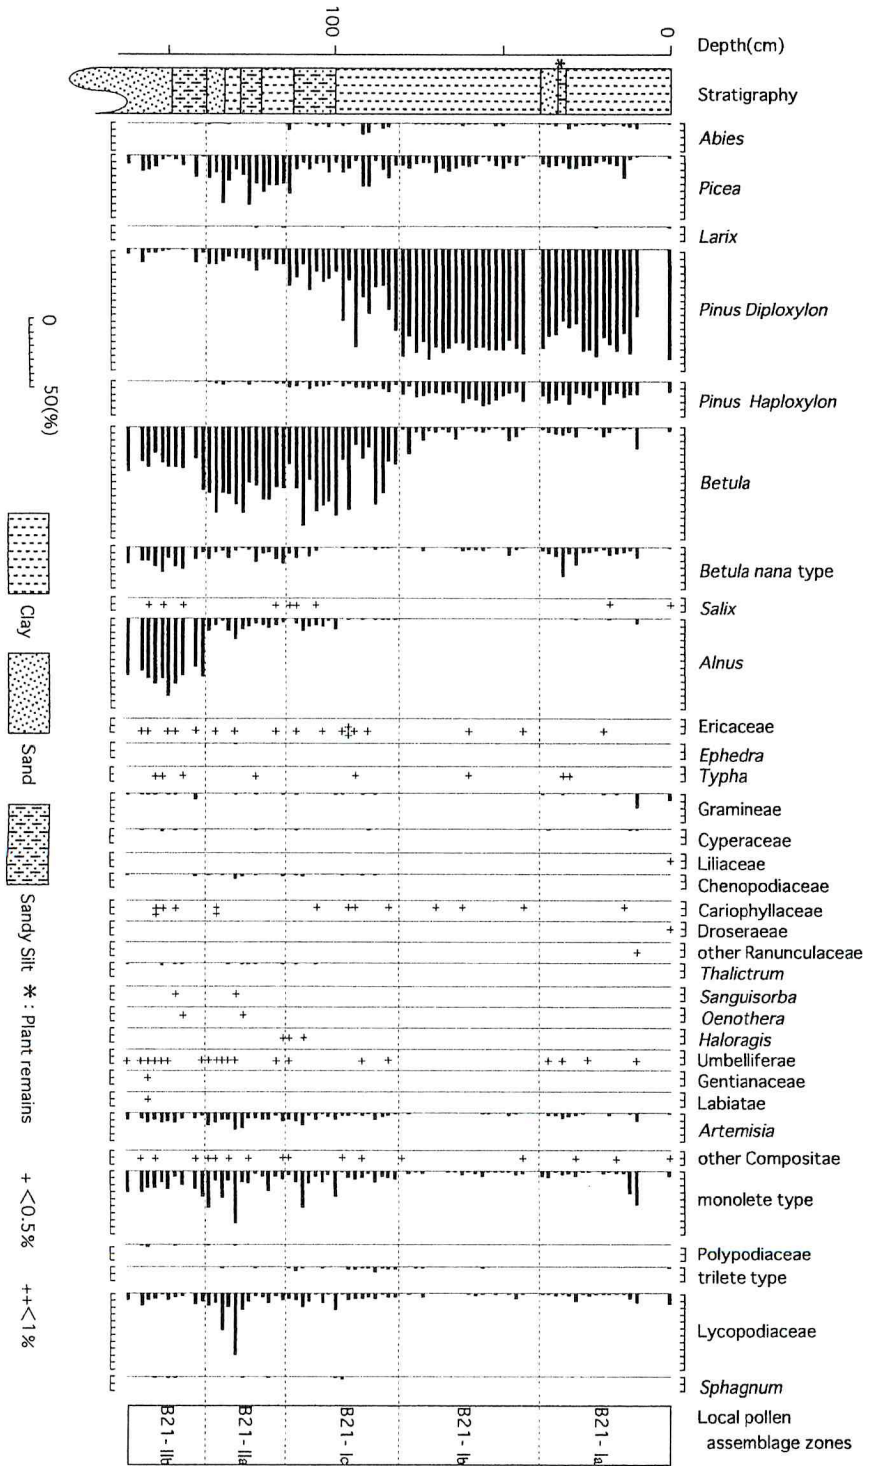 Depth(cm)
0
100
Stratigraphy
*
Abies
Picea
Larix
Pinus Diploxylon
Pinus Haploxylon
Betula
Betula nana type
Salix
Alnus
Ericaceae
Ephedra
Typha
Gramineae
Cyperaceae
Liliaceae
Chenopodiaceae
Cariophyllaceae
Droseraeae
other Ranunculaceae
Thalictrum
Sanguisorba
Oenothera
Haloragis
Umbelliferae
Gentianaceae
Labiatae
Artemisia
other Compositae
monolete type
Polypodiaceae
trilete type
Lycopodiaceae
Sphagnum
Local pollen
assemblage zones
B21-Ia
B21-Ib
B21-Ic
B21-IIa
B21-IIb
0 50(%)
Clay
Sand
Sandy Silt
* : Plant remains
+ <0.5%
++<1%